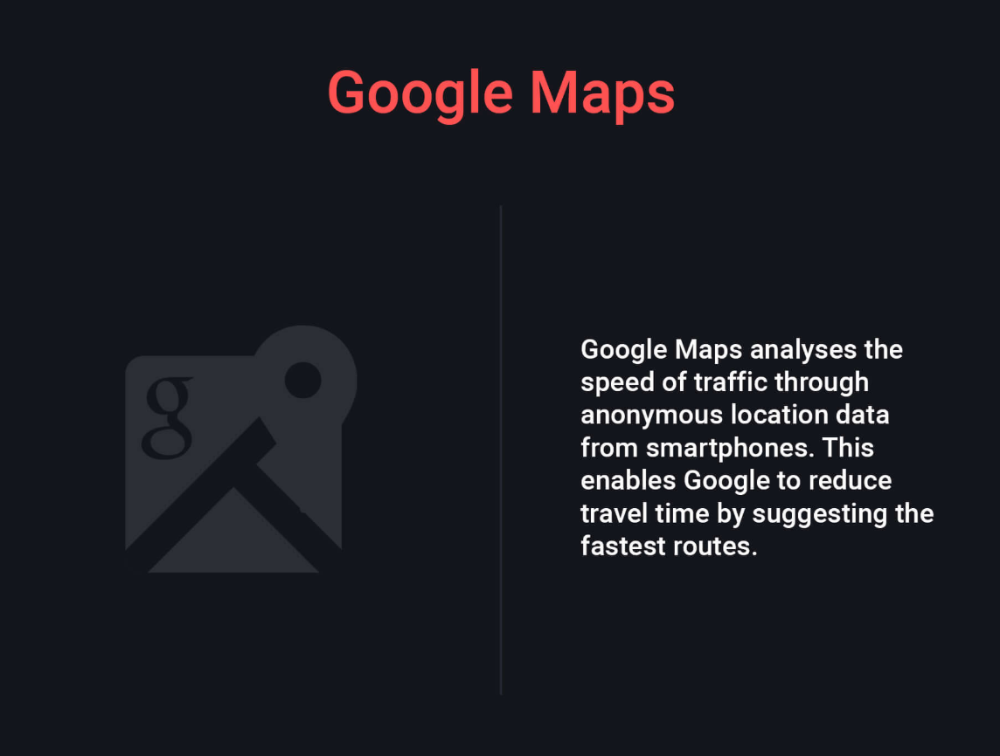 Google Maps
g
Google Maps analyses the
speed of traffic through
anonymous location data
from smartphones. This
enables Google to reduce
travel time by suggesting the
fastest routes.